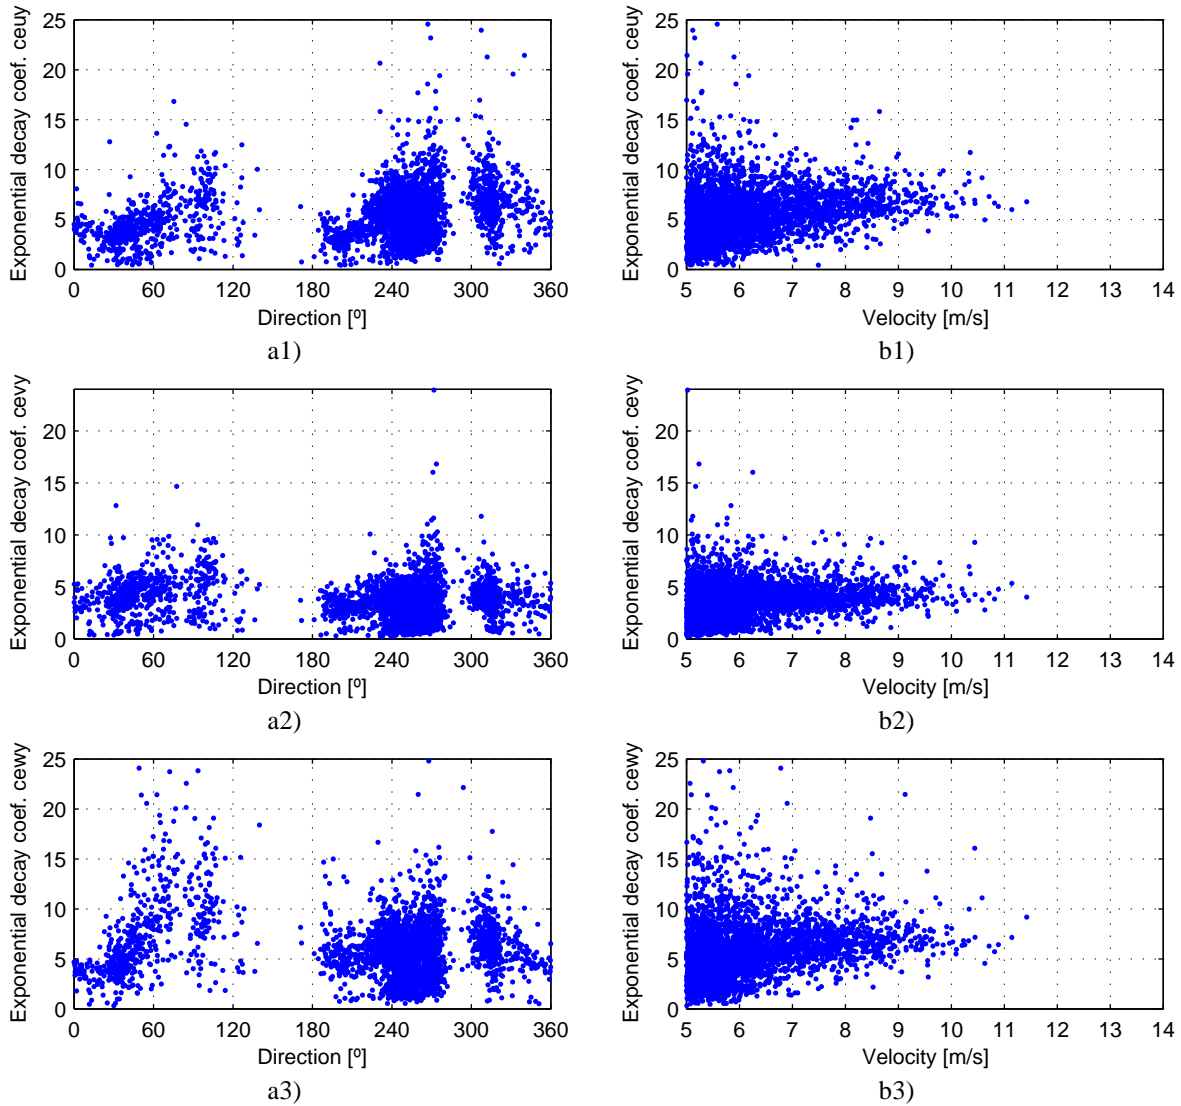 Exponential decay coef. ceuy
25
20
15
10
5
0
0 60 120 180 240 300 360
Direction [º]
a1)
Exponential decay coef. ceuy
25
20
15
10
5
0
5 6 7 8 9 10 11 12 13 14
Velocity [m/s]
b1)
Exponential decay coef. cevy
20
15
10
5
0
0 60 120 180 240 300 360
Direction [º]
a2)
Exponential decay coef. cevy
20
15
10
5
0
5 6 7 8 9 10 11 12 13 14
Velocity [m/s]
b2)
Exponential decay coef. cewy
25
20
15
10
5
0
0 60 120 180 240 300 360
Direction [º]
a3)
Exponential decay coef. cewy
25
20
15
10
5
0
5 6 7 8 9 10 11 12 13 14
Velocity [m/s]
b3)